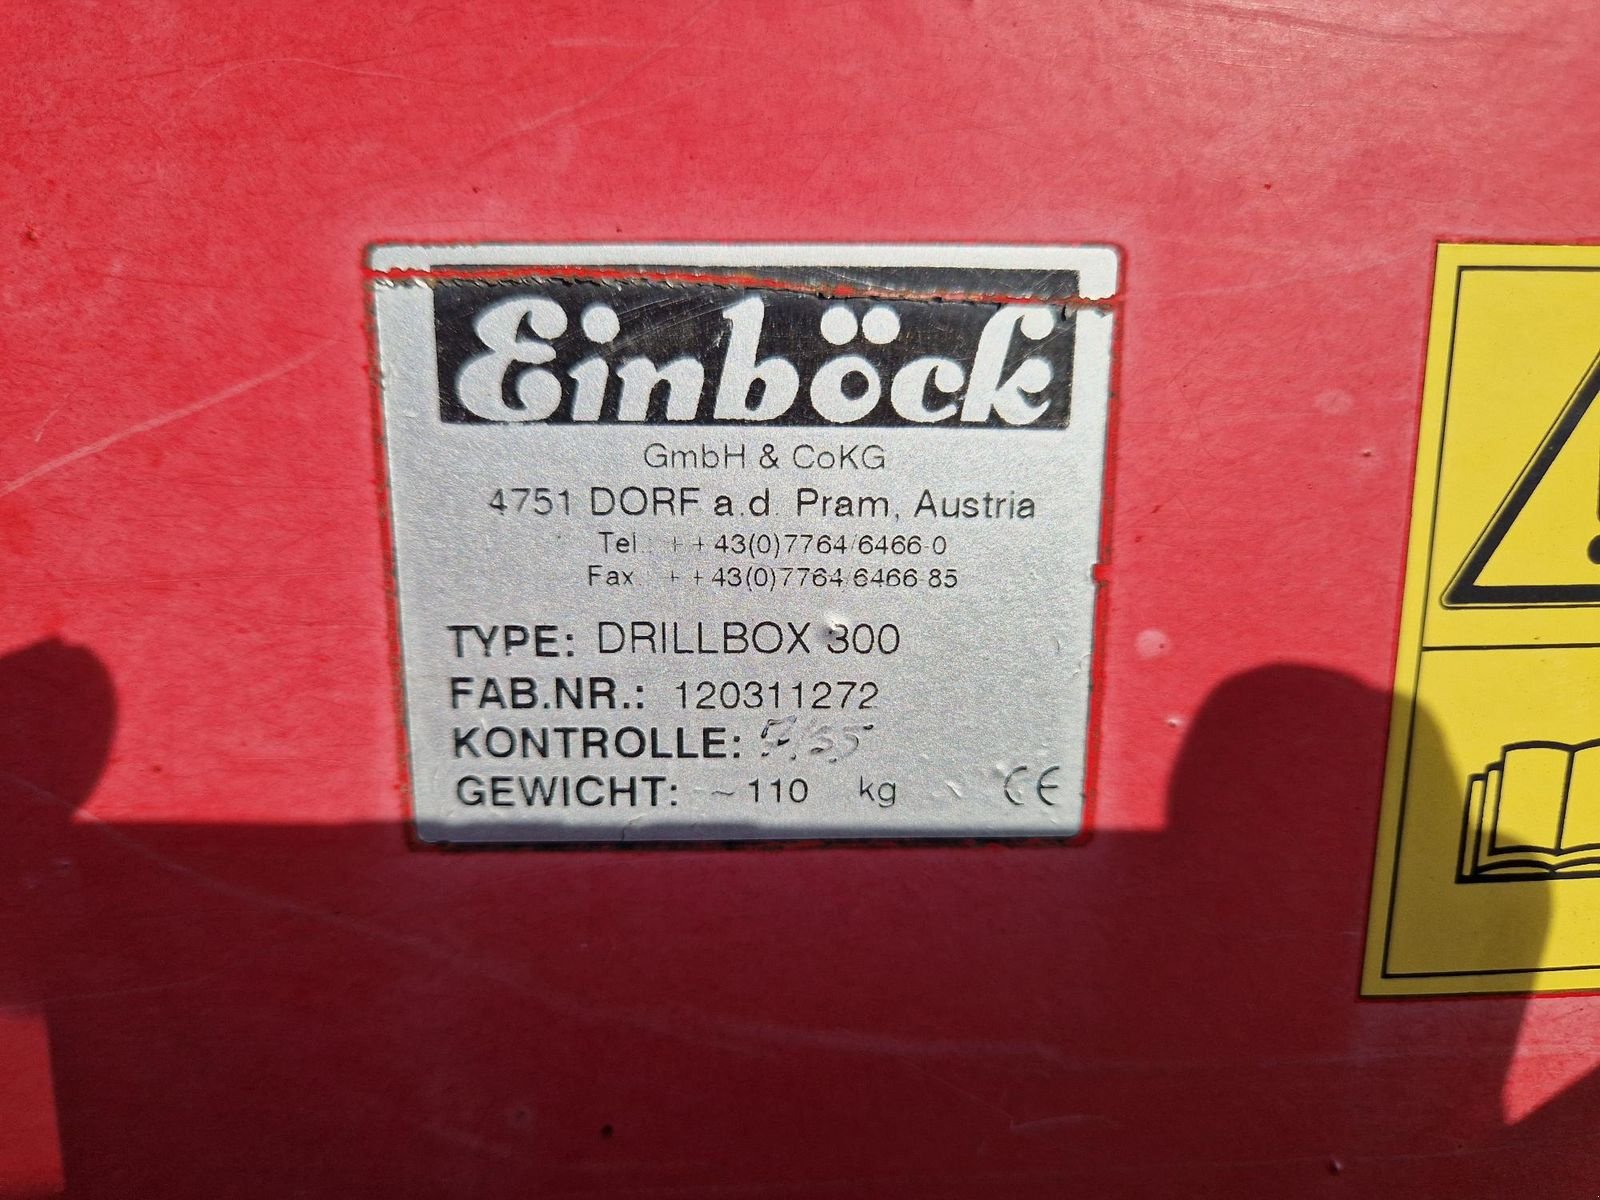 Einböck
GmbH & CoKG
4751 DORF a.d. Pram, Austria
Tel.: ++43(0)7764/6466-0
Fax.: ++43(0)7764/6466-85
TYPE: DRILLBOX 300
FAB.NR.: 120311272
KONTROLLE:
GEWICHT: ~ 110 kg CE